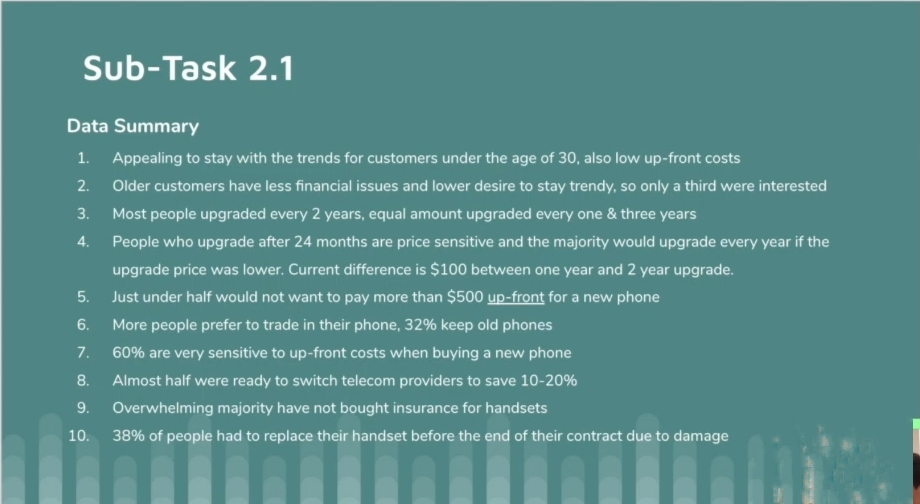 Sub-Task 2.1
Data Summary
1. Appealing to stay with the trends for customers under the age of 30, also low up-front costs
2. Older customers have less financial issues and lower desire to stay trendy, so only a third were interested
3. Most people upgraded every 2 years, equal amount upgraded every one & three years
4. People who upgrade after 24 months are price sensitive and the majority would upgrade every year if the
upgrade price was lower. Current difference is $100 between one year and 2 year upgrade.
5. Just under half would not want to pay more than $500 up-front for a new phone
6. More people prefer to trade in their phone, 32% keep old phones
7. 60% are very sensitive to up-front costs when buying a new phone
8. Almost half were ready to switch telecom providers to save 10-20%
9. Overwhelming majority have not bought insurance for handsets
10. 38% of people had to replace their handset before the end of their contract due to damage